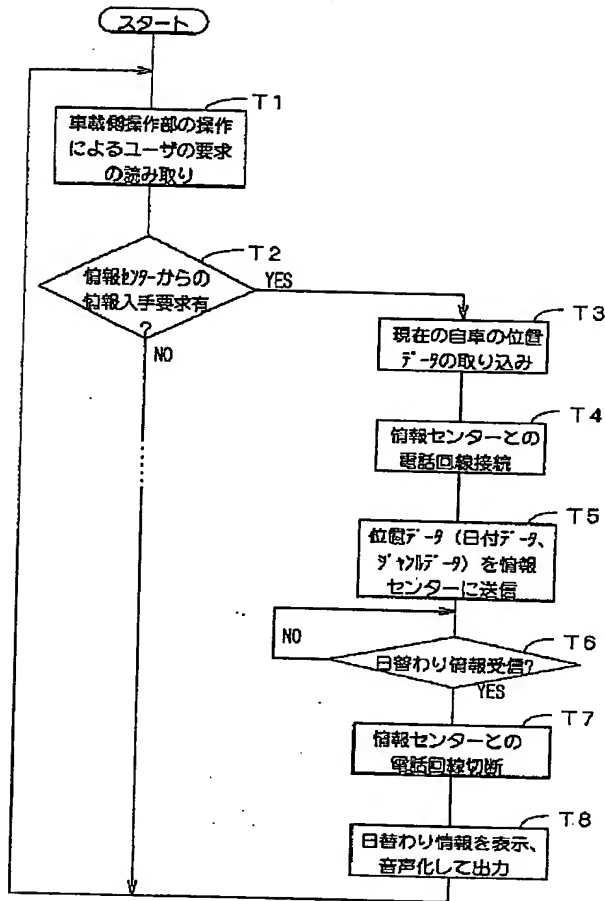 スタート
T1
車載側操作部の操作
によるユーザの要求
の読み取り
T2
情報センターからの
情報入手要求有
?
YES
NO
T3
現在の自車の位置
データの取り込み
T4
情報センターとの
電話回線接続
T5
位置データ(日付データ、
ジャンルデータ)を情報
センターに送信
T6
NO
日替わり情報受信?
YES
T7
情報センターとの
電話回線切断
T8
日替わり情報を表示、
音声化して出力